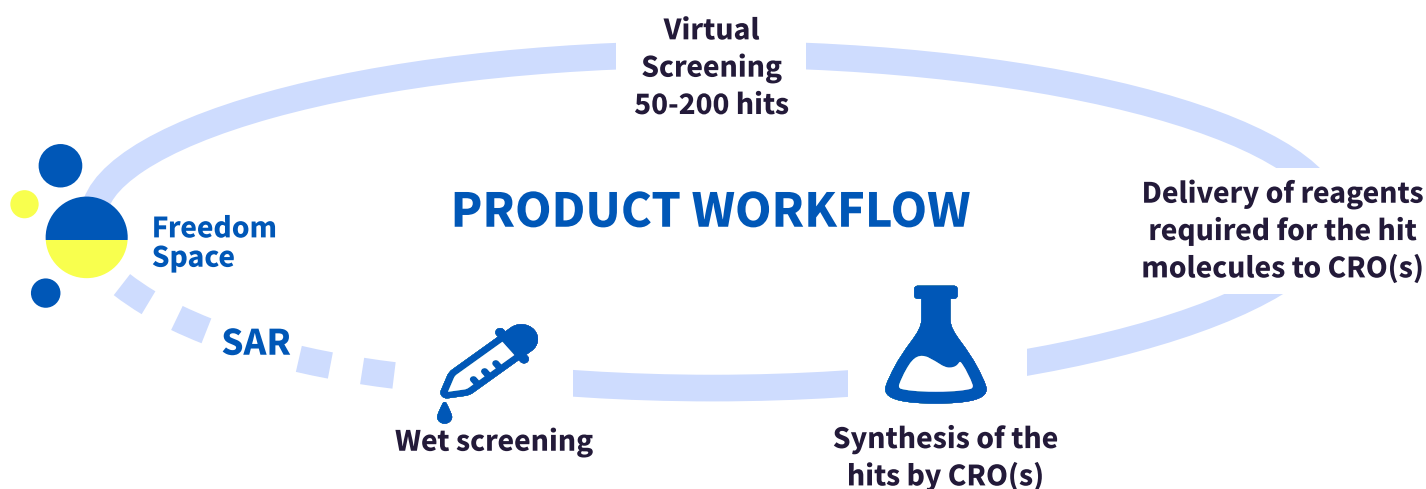 Virtual
Screening
50-200 hits
PRODUCT WORKFLOW
Delivery of reagents
required for the hit
molecules to CRO(s)
Freedom
Space
SAR
Wet screening
Synthesis of the
hits by CRO(s)